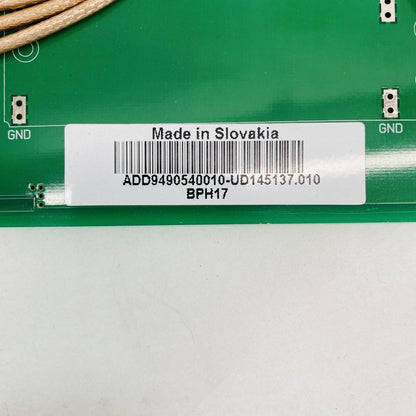 GND
GND
Made in Slovakia
ADD9490540010-UD145137.010
BPH17